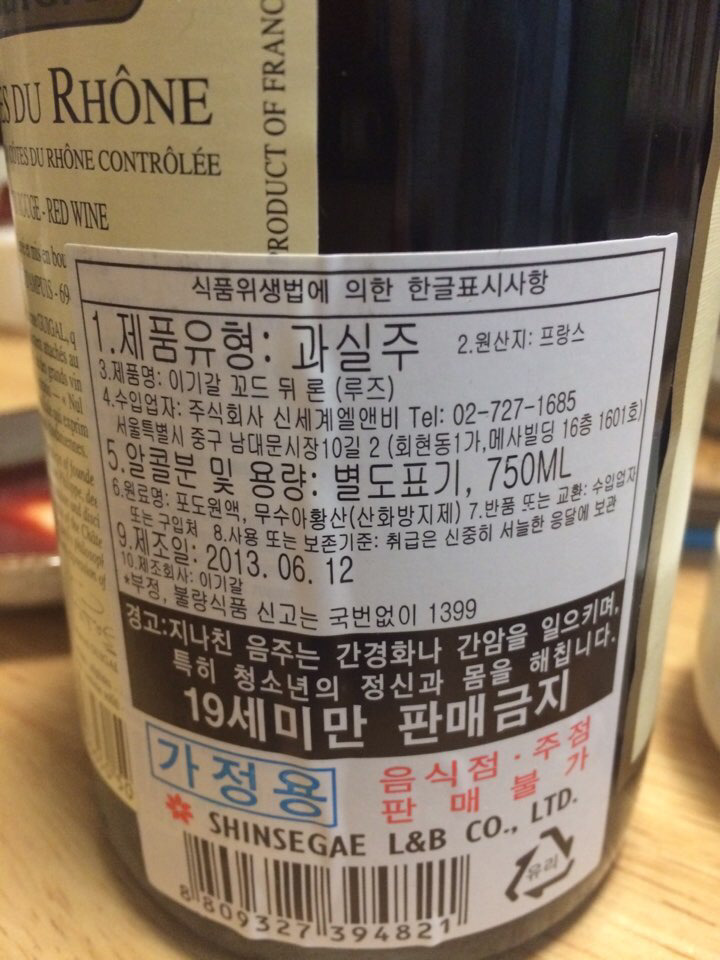 DU RHÔNE
CÔTES DU RHÔNE CONTRÔLÉE
- RED WINE
PRODUCT OF FRANC
mis en bou
GUIGAL,
식품위생법에 의한 한글표시사항
1.제품유형: 과실주 2.원산지: 프랑스
3.제품명: 이기갈 꼬드 뒤 론 (루즈)
4.수입업자: 주식회사 신세계엘앤비 Tel: 02-727-1685
서울특별시 중구 남대문시장10길 2 (회현동1가,메사빌딩 16층 1601호)
5.알콜분 및 용량: 별도표기, 750ML
6.원료명: 포도원액, 무수아황산(산화방지제) 7.반품 또는 교환: 수입업자
또는 구입처 8.사용 또는 보존기준: 취급은 신중히 서늘한 응달에 보관
9.제조일: 2013. 06. 12
10.제조회사: 이기갈
*부정, 불량식품 신고는 국번없이 1399
경고:지나친 음주는 간경화나 간암을 일으키며,
특히 청소년의 정신과 몸을 해칩니다.
19세미만 판매금지
가정용
음식점·주점
판매불가
SHINSEGAE L&B CO., LTD.
유리
8 809327 394821